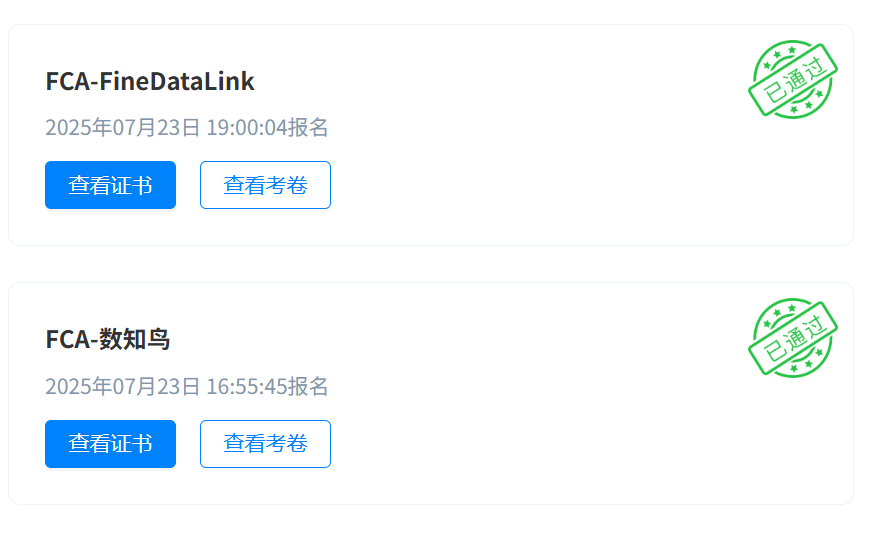 FCA-FineDataLink
已通过
2025年07月23日 19:00:04报名
查看证书 查看考卷
FCA-数知鸟
已通过
2025年07月23日 16:55:45报名
查看证书 查看考卷